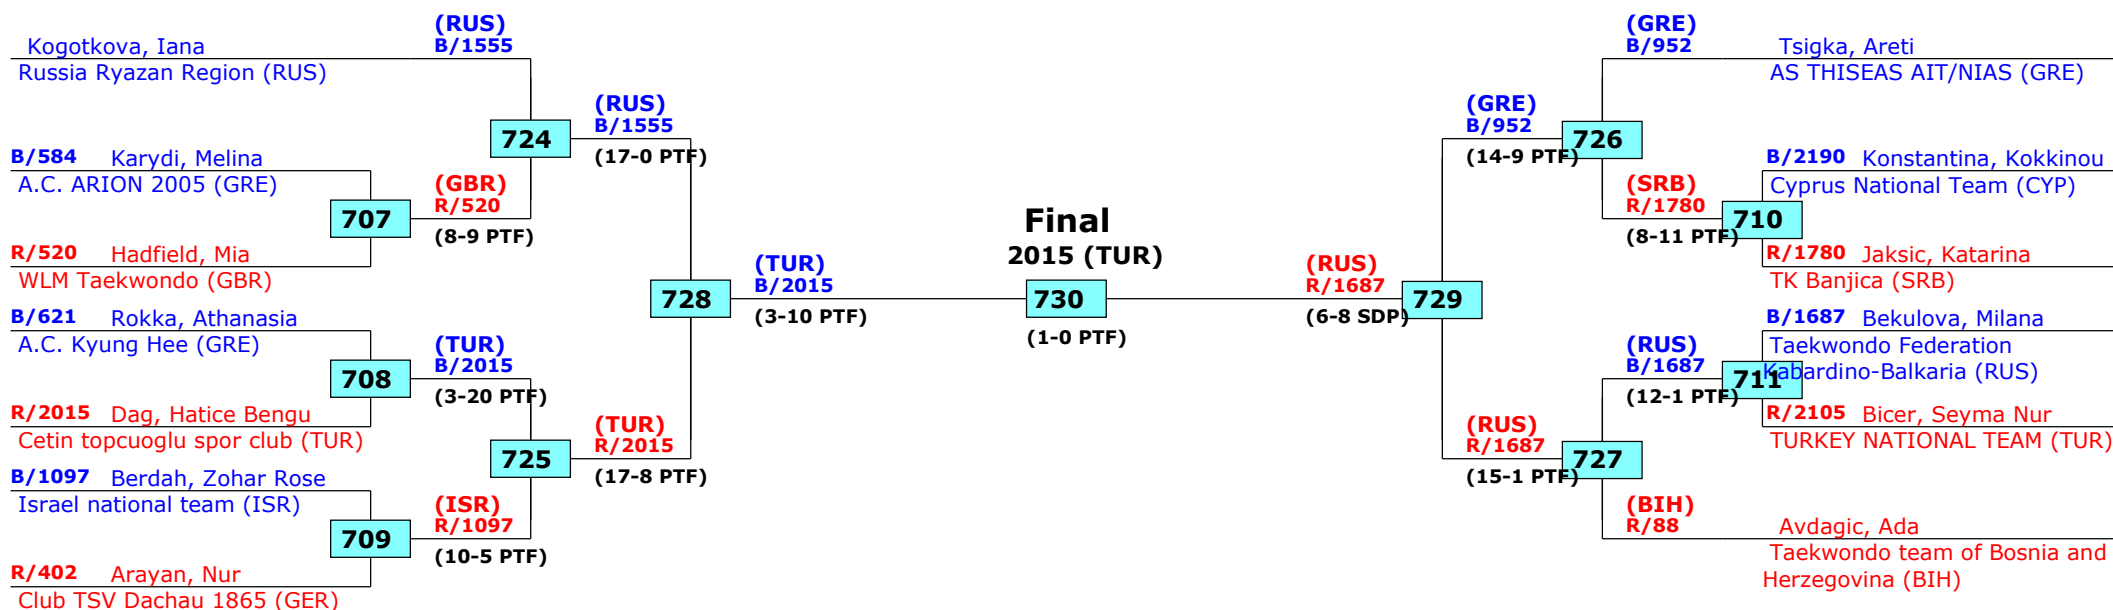 (RUS)
B/1555
Kogotkova, Iana
Russia Ryazan Region (RUS)
(RUS)
B/1555
724
(17-0 PTF)
B/584 Karydi, Melina
A.C. ARION 2005 (GRE)
(GBR)
R/520
707
(8-9 PTF)
R/520 Hadfield, Mia
WLM Taekwondo (GBR)
(TUR)
B/2015
728
(3-10 PTF)
B/621 Rokka, Athanasia
A.C. Kyung Hee (GRE)
(TUR)
B/2015
708
(3-20 PTF)
R/2015 Dag, Hatice Bengu
Cetin topcuoglu spor club (TUR)
(TUR)
R/2015
725
(17-8 PTF)
B/1097 Berdah, Zohar Rose
Israel national team (ISR)
(ISR)
R/1097
709
(10-5 PTF)
R/402 Arayan, Nur
Club TSV Dachau 1865 (GER)
Final
2015 (TUR)
730
(1-0 PTF)
(GRE)
B/952
Tsigka, Areti
AS THISEAS AIT/NIAS (GRE)
(GRE)
B/952
726
(14-9 PTF)
B/2190 Konstantina, Kokkinou
Cyprus National Team (CYP)
(SRB)
R/1780
710
(8-11 PTF)
R/1780 Jaksic, Katarina
TK Banjica (SRB)
(RUS)
R/1687
729
(6-8 SDP)
B/1687 Bekulova, Milana
Taekwondo Federation
Kabardino-Balkaria (RUS)
(RUS)
B/1687
711
(12-1 PTF)
R/2105 Bicer, Seyma Nur
TURKEY NATIONAL TEAM (TUR)
(RUS)
R/1687
727
(15-1 PTF)
(BIH)
R/88
Avdagic, Ada
Taekwondo team of Bosnia and
Herzegovina (BIH)